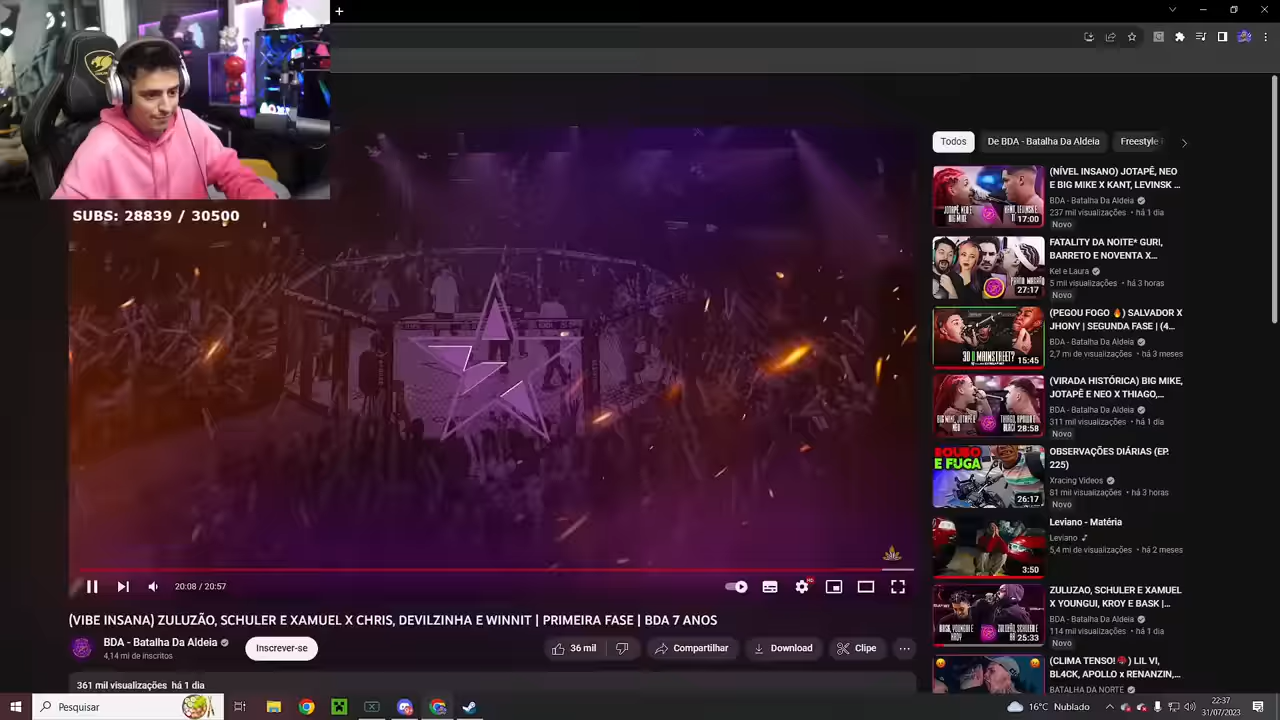 SUBS: 28839 / 30500
20:08 / 20:57
(VIBE INSANA) ZULUZÃO, SCHULER E XAMUEL X CHRIS, DEVILZINHA E WINNIT | PRIMEIRA FASE | BDA 7 ANOS
BDA - Batalha Da Aldeia
4,14 mi de inscritos
Inscrever-se
36 mil
Compartilhar
Download
Clipe
361 mil visualizações há 1 dia
Todos
De BDA - Batalha Da Aldeia
Freestyle
(NÍVEL INSANO) JOTAPÊ, NEO
E BIG MIKE X KANT, LEVINSK ...
BDA - Batalha Da Aldeia
237 mil visualizações • há 1 dia
Novo
17:00
FATALITY DA NOITE* GURI,
BARRETO E NOVENTA X...
Kel e Laura
5 mil visualizações • há 3 horas
Novo
27:17
(PEGOU FOGO 🔥) SALVADOR X
JHONY | SEGUNDA FASE | (4...
BDA - Batalha Da Aldeia
2,7 mi de visualizações • há 3 meses
30 II MAINSTREET?
15:45
(VIRADA HISTÓRICA) BIG MIKE,
JOTAPÊ E NEO X THIAGO,...
BDA - Batalha Da Aldeia
311 mil visualizações • há 1 dia
Novo
28:58
OBSERVAÇÕES DIÁRIAS (EP.
225)
Xracing Videos
81 mil visualizações • há 3 horas
Novo
ROUBO
E FUGA
26:17
Leviano - Matéria
Leviano
5,4 mi de visualizações • há 2 meses
3:50
ZULUZAO, SCHULER E XAMUEL
X YOUNGUI, KROY E BASK |...
BDA - Batalha Da Aldeia
114 mil visualizações • há 1 dia
Novo
25:33
(CLIMA TENSO! ) LIL VI,
BL4CK, APOLLO x RENANZIN,...
BATALHA DA NORTE
Pesquisar
16°C Nublado
22:37
31/07/2023